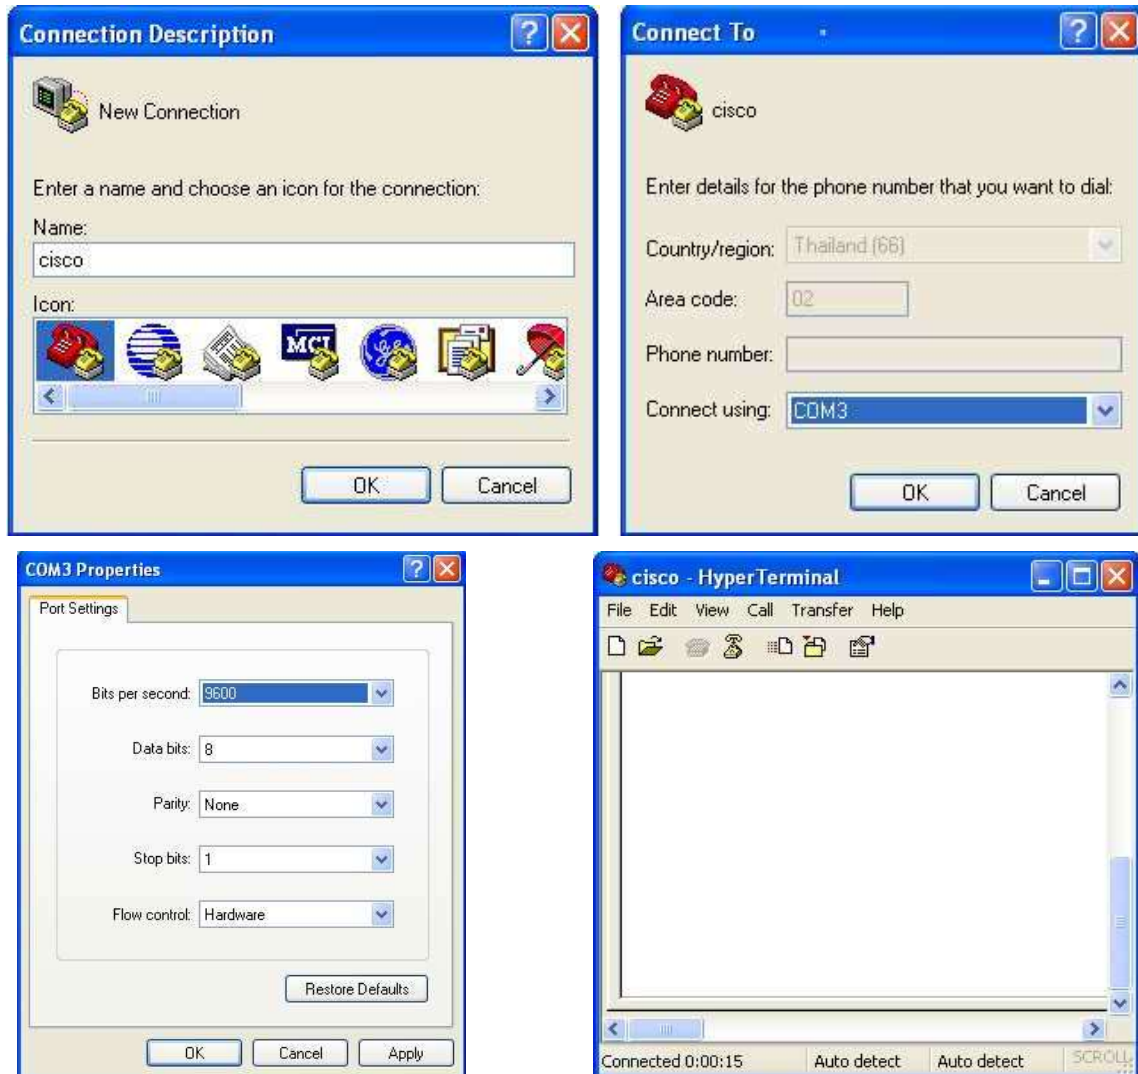 Connection Description
New Connection
Enter a name and choose an icon for the connection:
Name:
cisco
Icon:
MCI
OK Cancel
Connect To
cisco
Enter details for the phone number that you want to dial:
Country/region: Thailand (66)
Area code: 02
Phone number:
Connect using: COM3
OK Cancel
COM3 Properties
Port Settings
Bits per second: 9600
Data bits: 8
Parity: None
Stop bits: 1
Flow control: Hardware
Restore Defaults
OK Cancel Apply
cisco - HyperTerminal
File Edit View Call Transfer Help
Connected 0:00:15 Auto detect Auto detect SCROLL